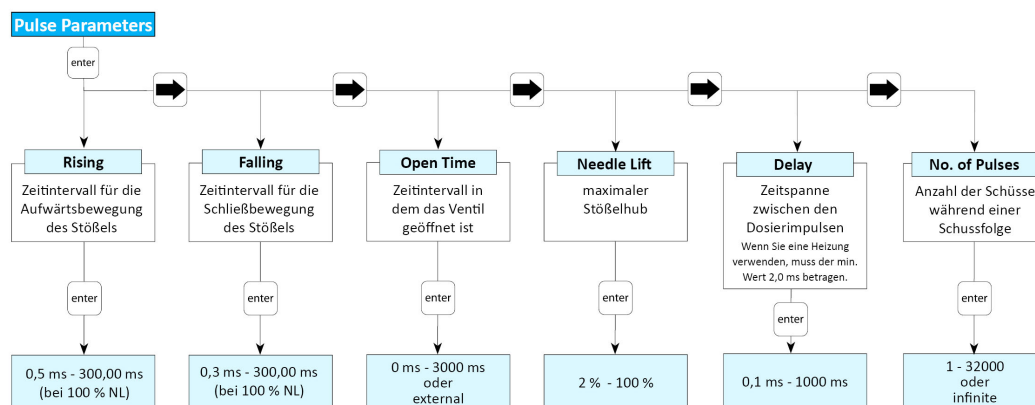 Pulse Parameters
enter
Rising
Zeitintervall für die
Aufwärtsbewegung
des Stößels
enter
0,5 ms - 300,00 ms
(bei 100 % NL)
Falling
Zeitintervall für die
Schließbewegung
des Stößels
enter
0,3 ms - 300,00 ms
(bei 100 % NL)
Open Time
Zeitintervall in
dem das Ventil
geöffnet ist
enter
0 ms - 3000 ms
oder
external
Needle Lift
maximaler
Stößelhub
enter
2 % - 100 %
Delay
Zeitspanne
zwischen den
Dosierimpulsen
Wenn Sie eine Heizung
verwenden, muss der min.
Wert 2,0 ms betragen.
enter
0,1 ms - 1000 ms
No. of Pulses
Anzahl der Schüsse
während einer
Schussfolge
enter
1 - 32000
oder
infinite